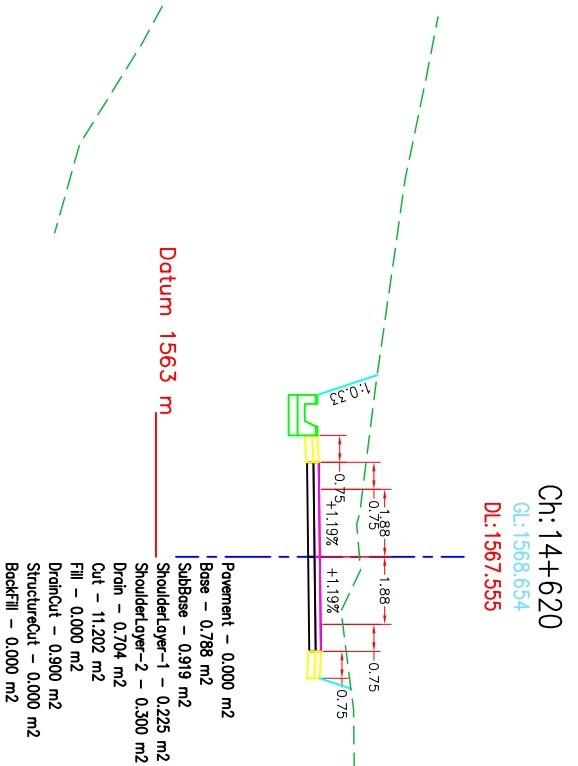 Ch:14+620
GL:1568.654
DL:1567.555
1:0.33
0.75
0.75
1.88
1.88
0.75
0.75
+1.19%
+1.19%
Datum 1563 m
Pavement - 0.000 m2
Base - 0.788 m2
SubBase - 0.919 m2
ShoulderLayer-1 - 0.225 m2
ShoulderLayer-2 - 0.300 m2
Drain - 0.704 m2
Cut - 11.202 m2
Fill - 0.000 m2
DrainCut - 0.900 m2
StructureCut - 0.000 m2
BackFill - 0.000 m2